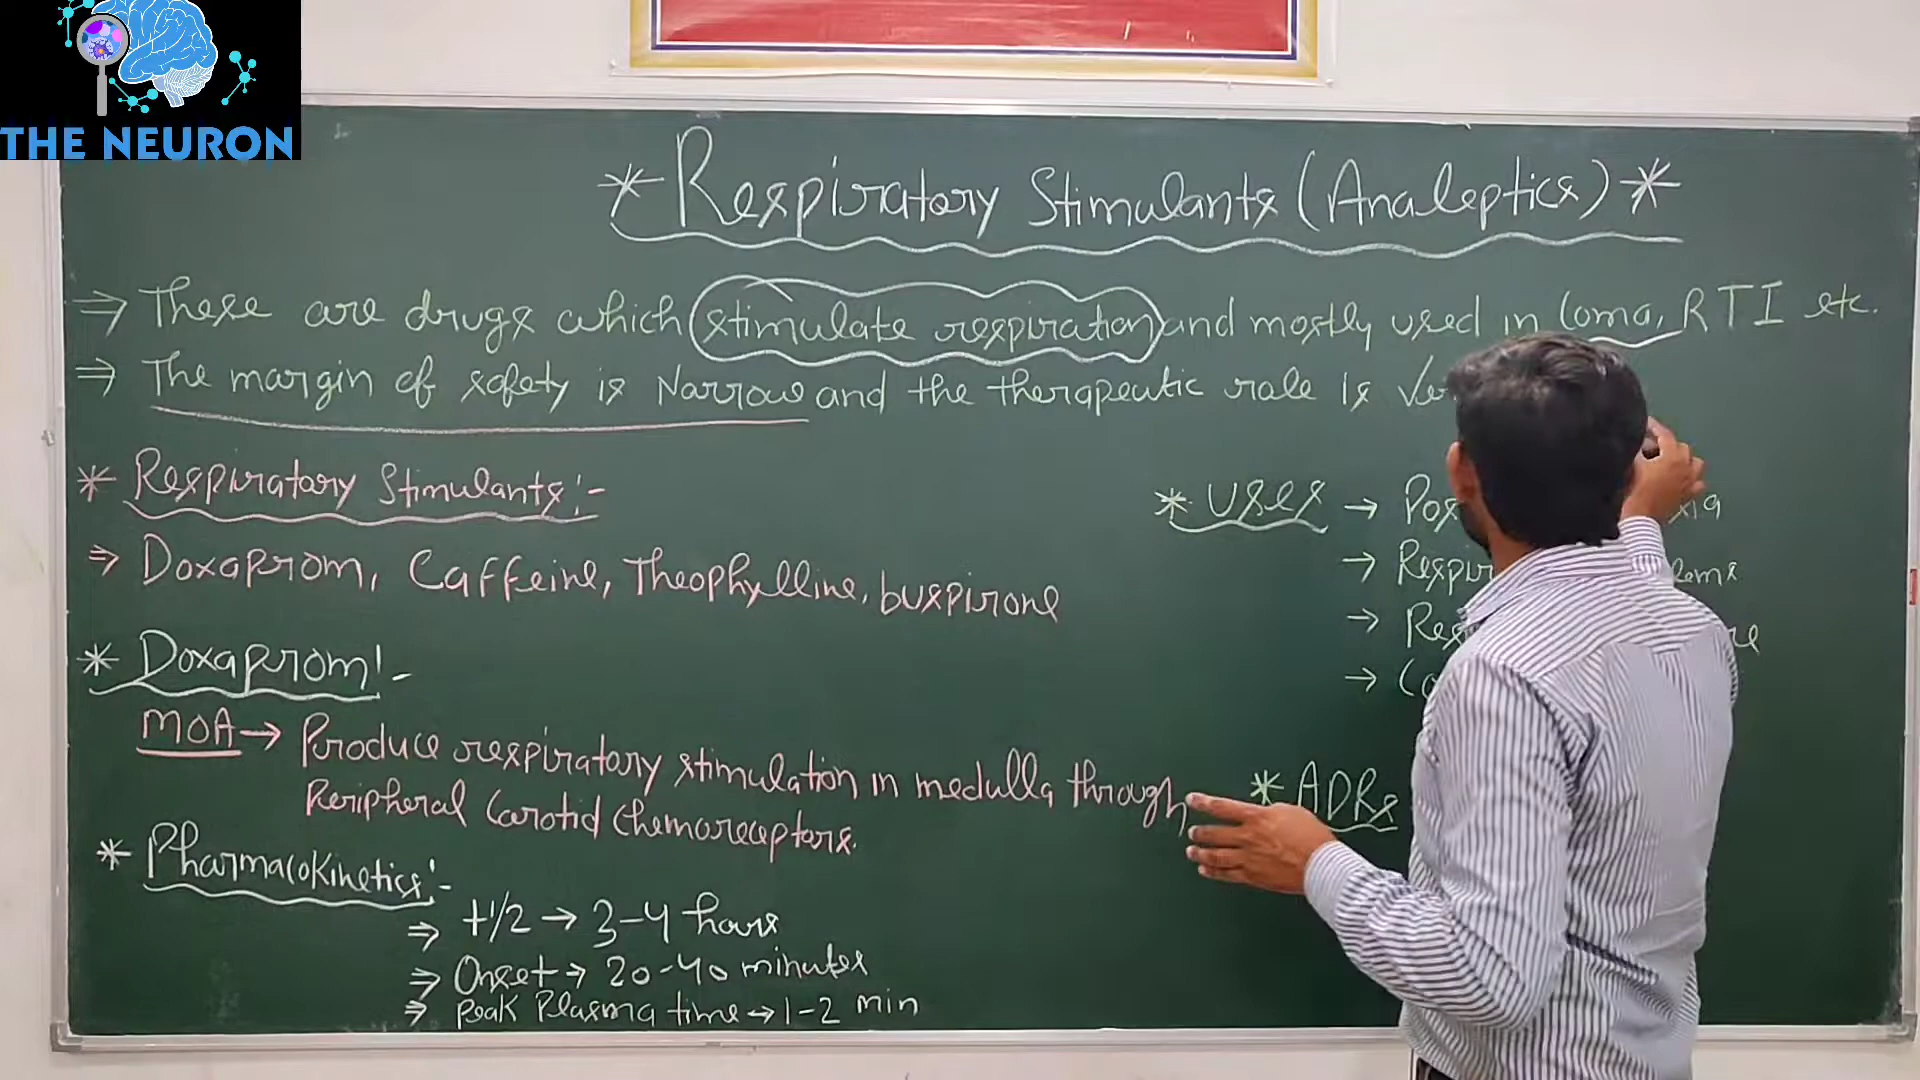 THE NEURON
* Respiratory Stimulants (Analeptics) *
⇒ These are drugs which stimulate respiration and mostly used in Coma, RTI etc.
⇒ The margin of safety is Narrow and the therapeutic role is
* Respiratory Stimulants:-
⇒ Doxaprom, Caffeine, Theophylline, buspirone
* Doxaprom:-
MOA → Produce respiratory stimulation in medulla through
Peripheral Carotid Chemoreceptors.
* Pharmacokinetics:-
⇒ t1/2 → 3-4 hours
⇒ Onset → 20-40 minutes
⇒ Peak Plasma time → 1-2 min
* Uses →
→
→
→
* ADRs